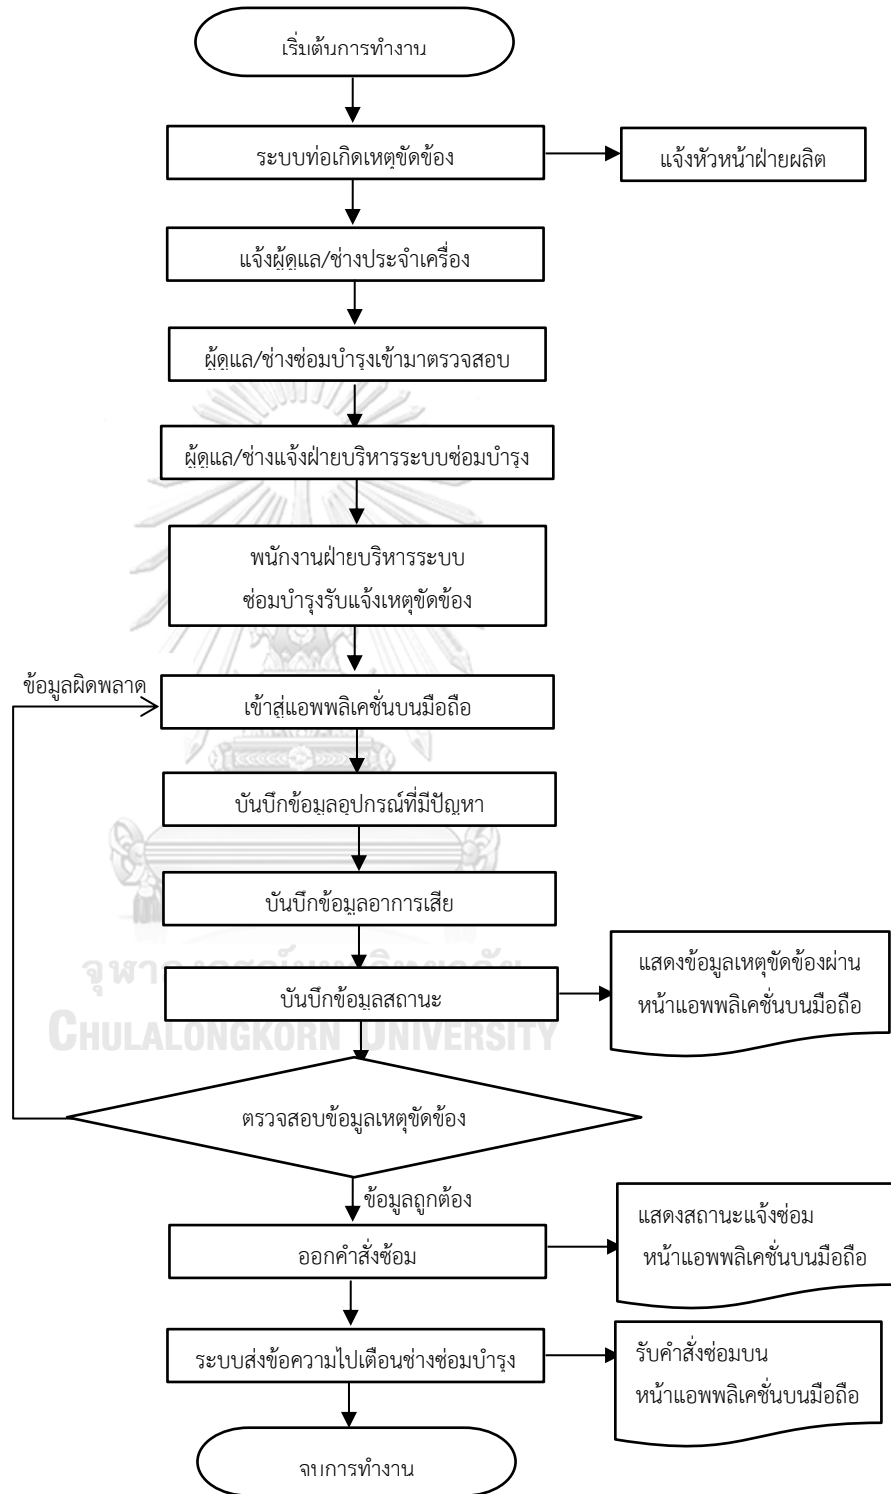 เริ่มต้นการทำงาน
ระบบท่อเกิดเหตุขัดข้อง
แจ้งหัวหน้าฝ่ายผลิต
แจ้งผู้ดูแล/ช่างประจำเครื่อง
ผู้ดูแล/ช่างซ่อมบำรุงเข้ามาตรวจสอบ
ผู้ดูแล/ช่างแจ้งฝ่ายบริหารระบบซ่อมบำรุง
พนักงานฝ่ายบริหารระบบ
ซ่อมบำรุงรับแจ้งเหตุขัดข้อง
ข้อมูลผิดพลาด
เข้าสู่แอพพลิเคชั่นบนมือถือ
บันบึกข้อมูลอุปกรณ์ที่มีปัญหา
บันบึกข้อมูลอาการเสีย
บันบึกข้อมูลสถานะ
แสดงข้อมูลเหตุขัดข้องผ่าน
หน้าแอพพลิเคชั่นบนมือถือ
CHULALONGKORN UNIVERSITY
ตรวจสอบข้อมูลเหตุขัดข้อง
ข้อมูลถูกต้อง
ออกคำสั่งซ้อม
แสดงสถานะแจ้งซ่อม
หน้าแอพพลิเคชั่นบนมือถือ
ระบบส่งข้อความไปเตือนช่างซ่อมบำรุง
รับคำสั่งซ่อมบน
หน้าแอพพลิเคชั่นบนมือถือ
จบการทำงาน